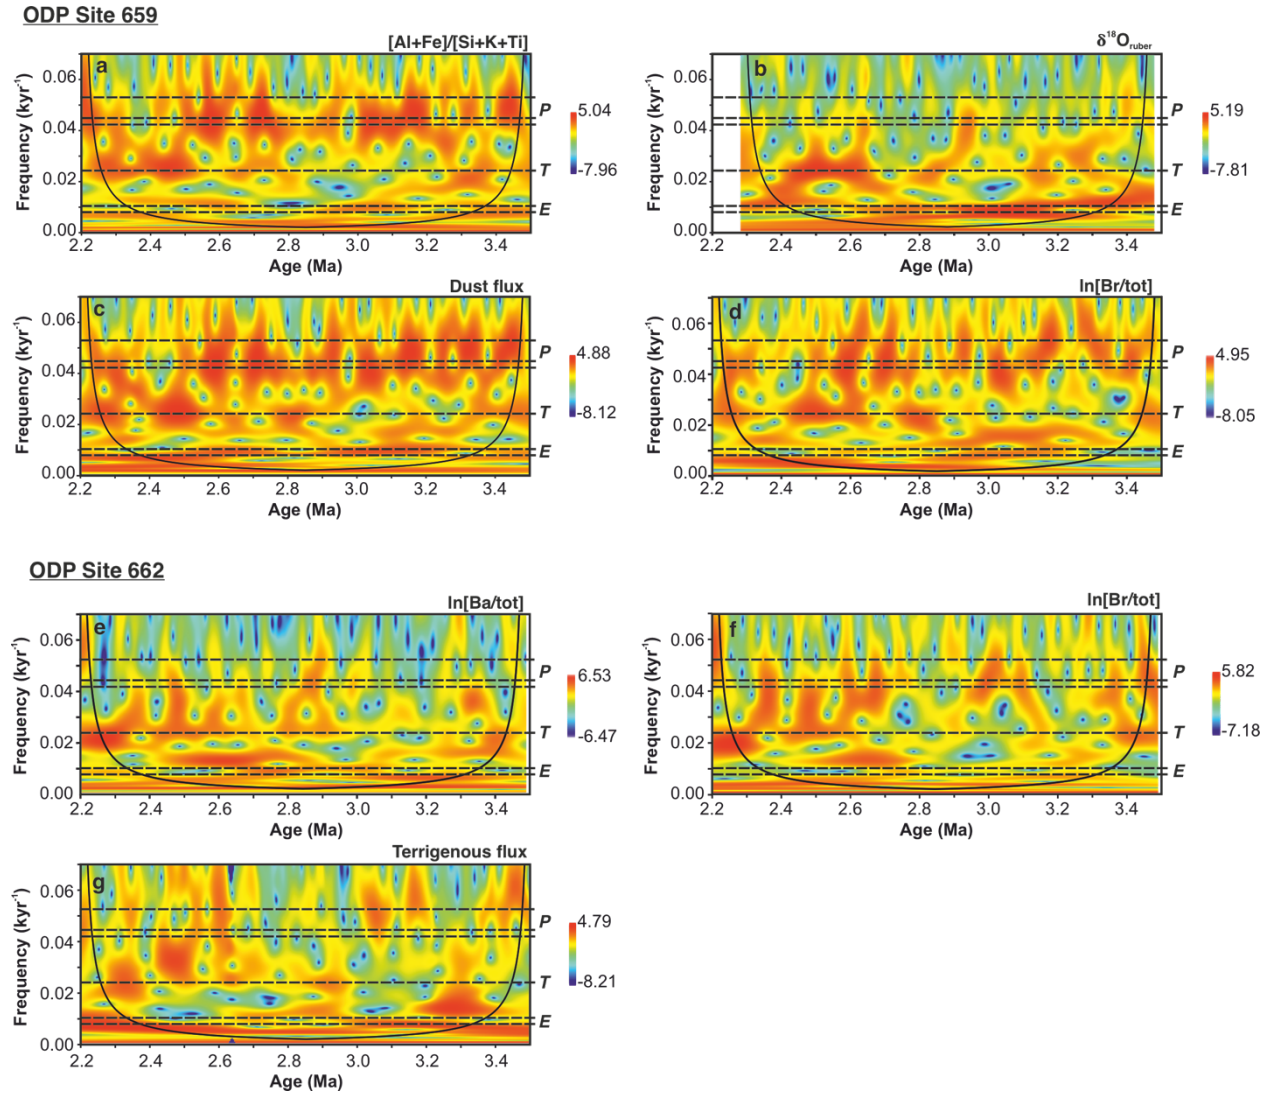 ODP Site 659
[Al+Fe]/[Si+K+Ti]
a
Frequency (kyr⁻¹)
0.06
0.04
0.02
0.00
P
T
E
5.04
-7.96
2.2 2.4 2.6 2.8 3.0 3.2 3.4
Age (Ma)
δ¹⁸Oruber
b
Frequency (kyr⁻¹)
0.06
0.04
0.02
0.00
P
T
E
5.19
-7.81
2.2 2.4 2.6 2.8 3.0 3.2 3.4
Age (Ma)
Dust flux
c
Frequency (kyr⁻¹)
0.06
0.04
0.02
0.00
P
T
E
4.88
-8.12
2.2 2.4 2.6 2.8 3.0 3.2 3.4
Age (Ma)
ln[Br/tot]
d
Frequency (kyr⁻¹)
0.06
0.04
0.02
0.00
P
T
E
4.95
-8.05
2.2 2.4 2.6 2.8 3.0 3.2 3.4
Age (Ma)
ODP Site 662
ln[Ba/tot]
e
Frequency (kyr⁻¹)
0.06
0.04
0.02
0.00
P
T
E
6.53
-6.47
2.2 2.4 2.6 2.8 3.0 3.2 3.4
Age (Ma)
ln[Br/tot]
f
Frequency (kyr⁻¹)
0.06
0.04
0.02
0.00
P
T
E
5.82
-7.18
2.2 2.4 2.6 2.8 3.0 3.2 3.4
Age (Ma)
Terrigenous flux
g
Frequency (kyr⁻¹)
0.06
0.04
0.02
0.00
P
T
E
4.79
-8.21
2.2 2.4 2.6 2.8 3.0 3.2 3.4
Age (Ma)